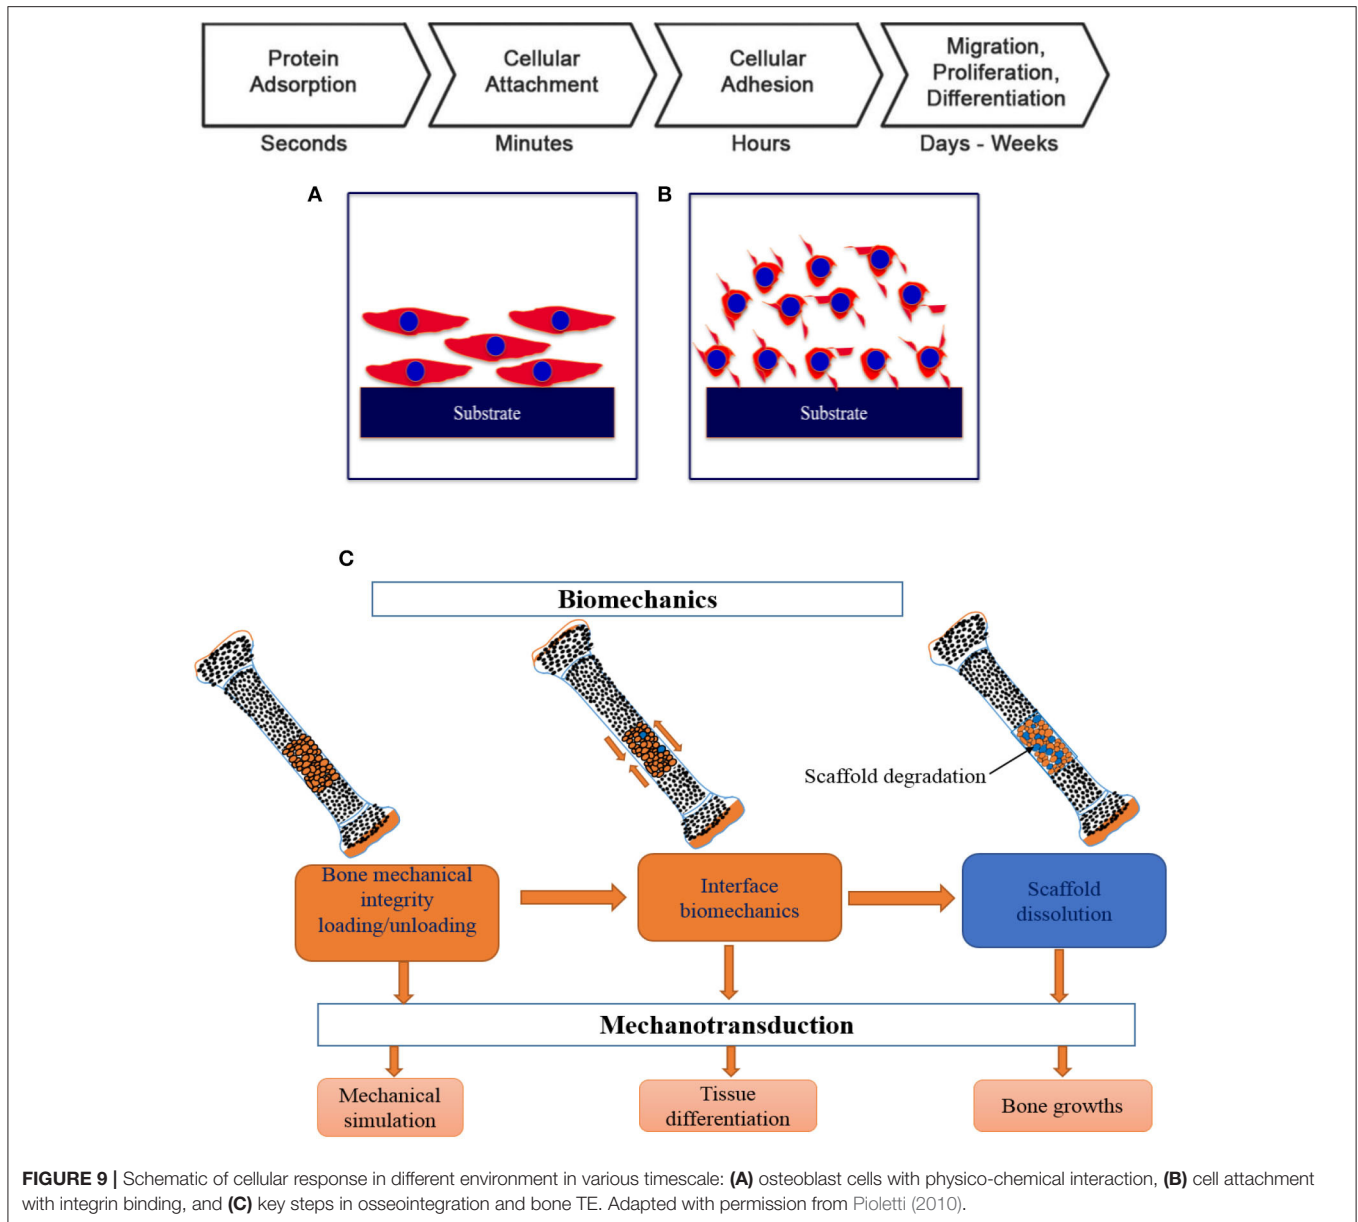 Protein
Adsorption
Cellular
Attachment
Cellular
Adhesion
Migration,
Proliferation,
Differentiation
Seconds
Minutes
Hours
Days - Weeks
A
B
Substrate
Substrate
C
Biomechanics
Scaffold degradation
Bone mechanical
integrity
loading/unloading
Interface
biomechanics
Scaffold
dissolution
Mechanotransduction
Mechanical
simulation
Tissue
differentiation
Bone growths
FIGURE 9 | Schematic of cellular response in different environment in various timescale: (A) osteoblast cells with physico-chemical interaction, (B) cell attachment
with integrin binding, and (C) key steps in osseointegration and bone TE. Adapted with permission from Pioletti (2010).